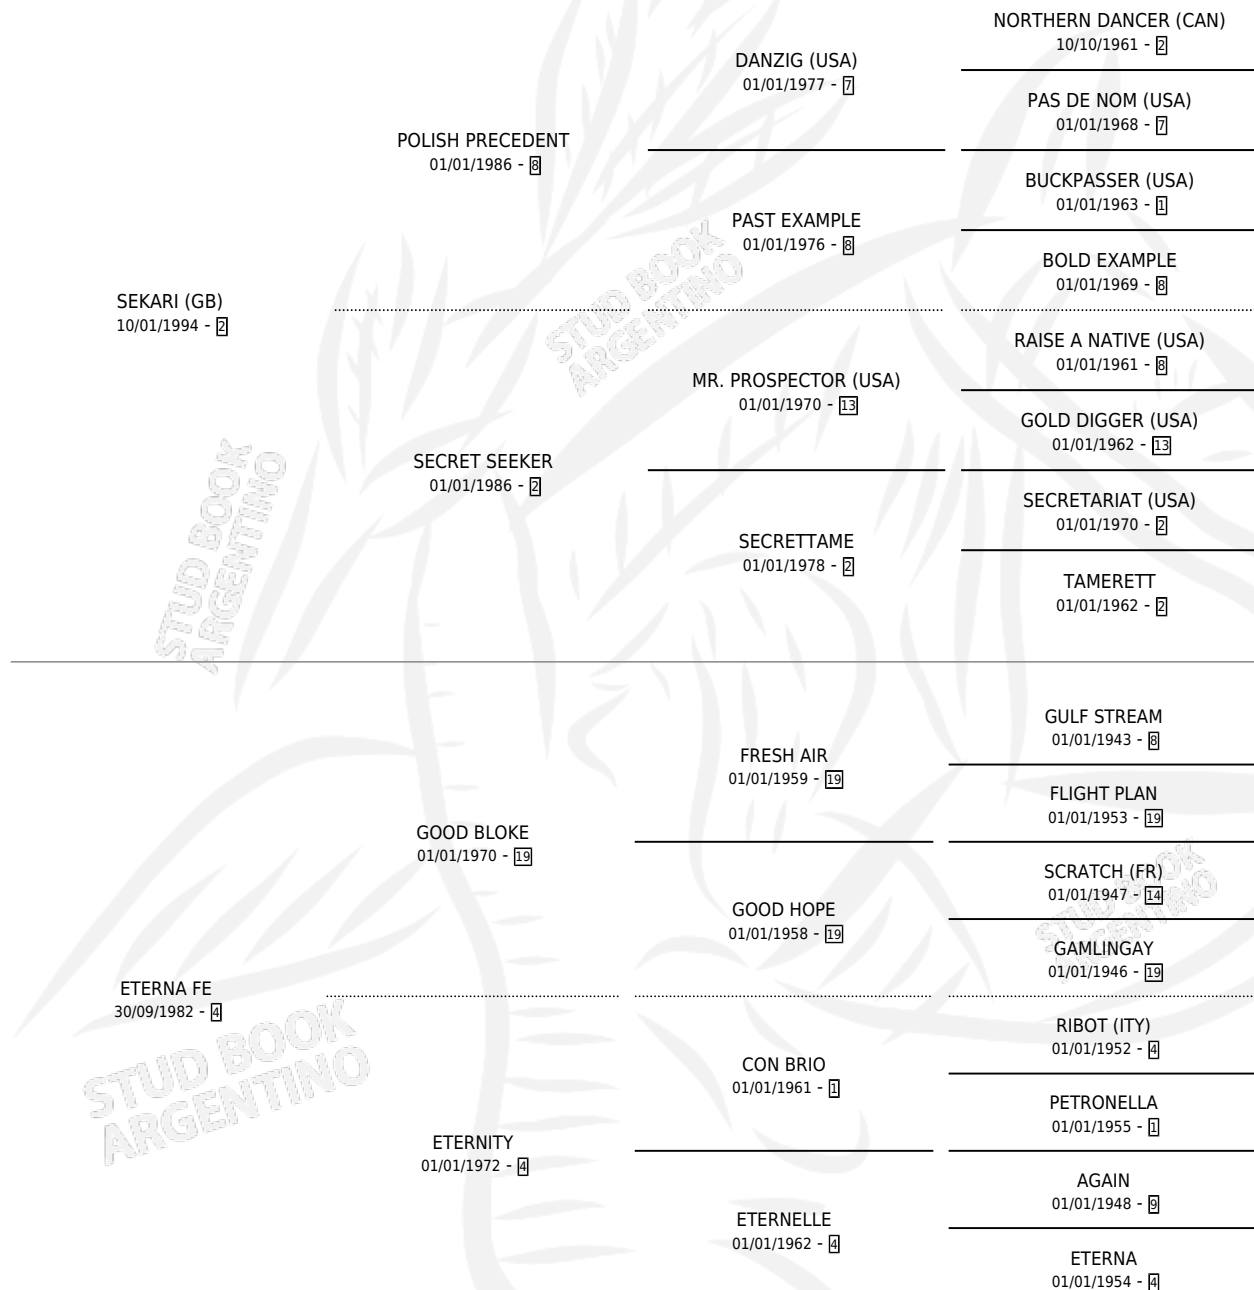 NORTHERN DANCER (CAN)
10/10/1961 - 2
DANZIG (USA)
01/01/1977 - 7
PAS DE NOM (USA)
01/01/1968 - 7
POLISH PRECEDENT
01/01/1986 - 8
BUCKPASSER (USA)
01/01/1963 - 1
PAST EXAMPLE
01/01/1976 - 8
BOLD EXAMPLE
01/01/1969 - 8
SEKARI (GB)
10/01/1994 - 2
RAISE A NATIVE (USA)
01/01/1961 - 8
MR. PROSPECTOR (USA)
01/01/1970 - 13
GOLD DIGGER (USA)
01/01/1962 - 13
SECRET SEEKER
01/01/1986 - 2
SECRETARIAT (USA)
01/01/1970 - 2
SECRETTAME
01/01/1978 - 2
TAMERETT
01/01/1962 - 2
GULF STREAM
01/01/1943 - 8
FRESH AIR
01/01/1959 - 19
FLIGHT PLAN
01/01/1953 - 19
GOOD BLOKE
01/01/1970 - 19
SCRATCH (FR)
01/01/1947 - 14
GOOD HOPE
01/01/1958 - 19
GAMLINGAY
01/01/1946 - 19
ETERNA FE
30/09/1982 - 4
RIBOT (ITY)
01/01/1952 - 4
CON BRIO
01/01/1961 - 1
PETRONELLA
01/01/1955 - 1
ETERNITY
01/01/1972 - 4
AGAIN
01/01/1948 - 9
ETERNELLE
01/01/1962 - 4
ETERNA
01/01/1954 - 4
STUD BOOK
ARGENTINO
STUD BOOK
ARGENTINO
STUD BOOK
ARGENTINO
STUD BOOK
ARGENTINO